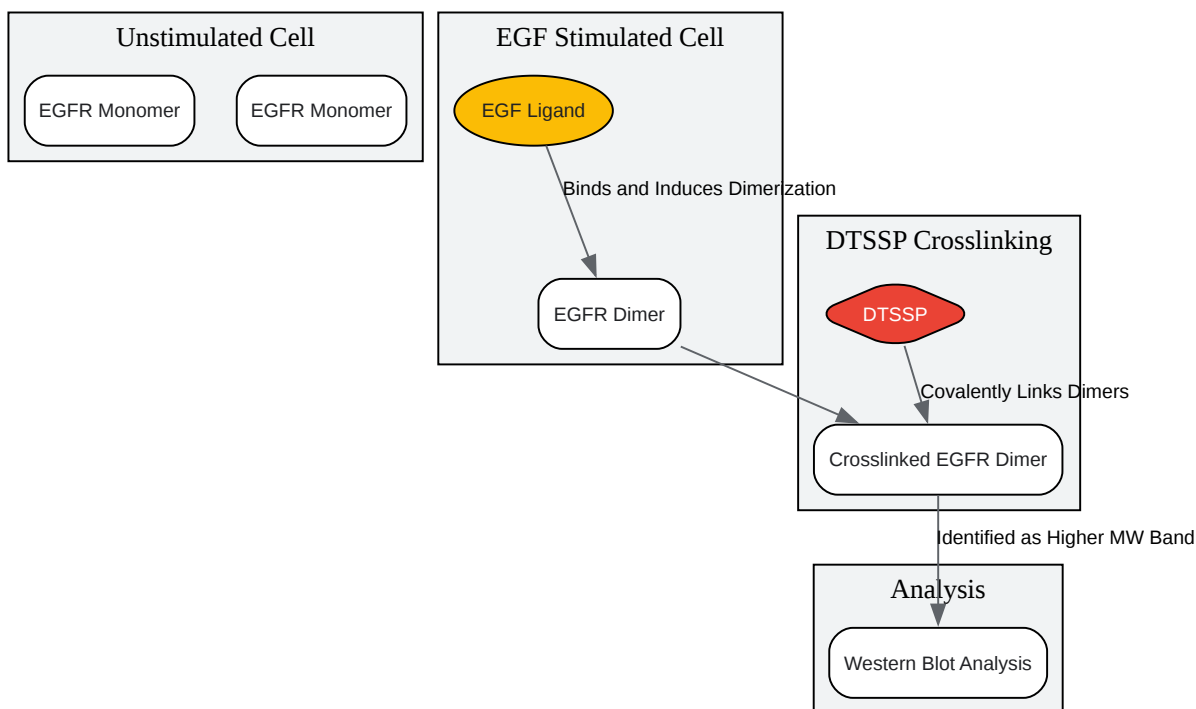 Unstimulated Cell
EGFR Monomer
EGFR Monomer
EGF Stimulated Cell
EGF Ligand
Binds and Induces Dimerization
EGFR Dimer
DTSSP Crosslinking
DTSSP
Covalently Links Dimers
Crosslinked EGFR Dimer
Identified as Higher MW Band
Analysis
Western Blot Analysis